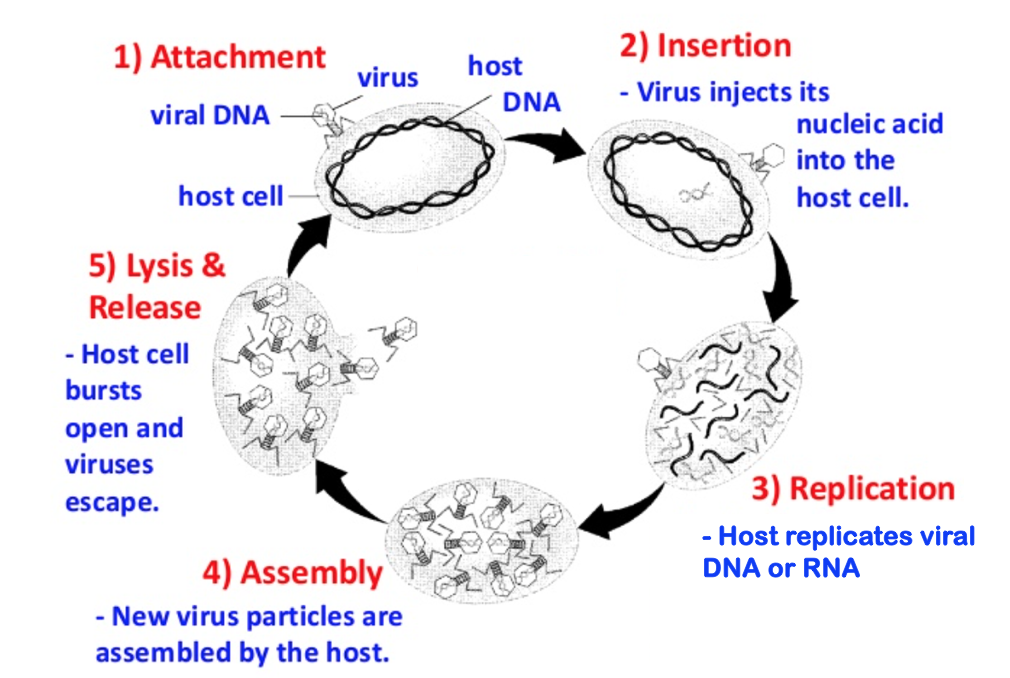 1) Attachment
virus
host
DNA
viral DNA
host cell
2) Insertion
- Virus injects its
nucleic acid
into the
host cell.
3) Replication
- Host replicates viral
DNA or RNA
4) Assembly
- New virus particles are
assembled by the host.
5) Lysis &
Release
- Host cell
bursts
open and
viruses
escape.